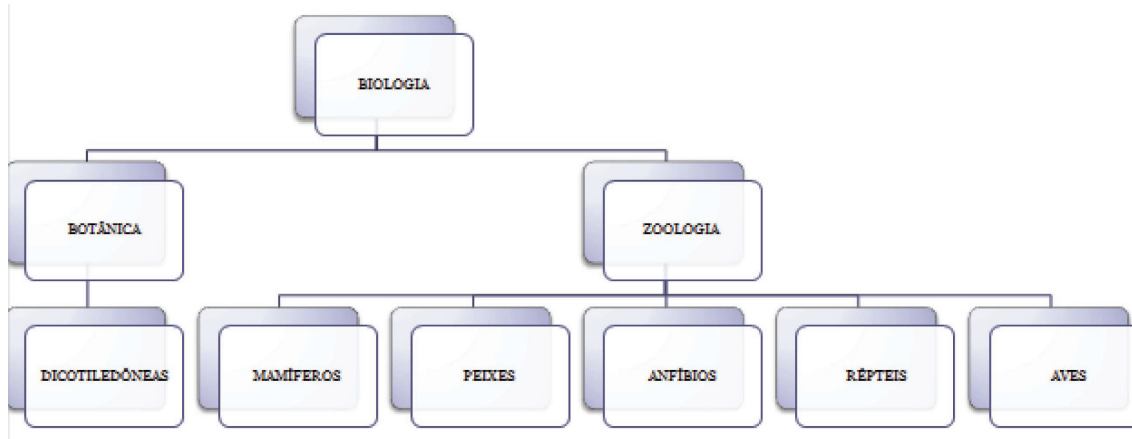 BIOLOGIA
BOTÂNICA
ZOOLOGIA
DICOTILEDÔNEAS
MAMÍFEROS
PEIXES
ANFÍBIOS
RÉPTEIS
AVES